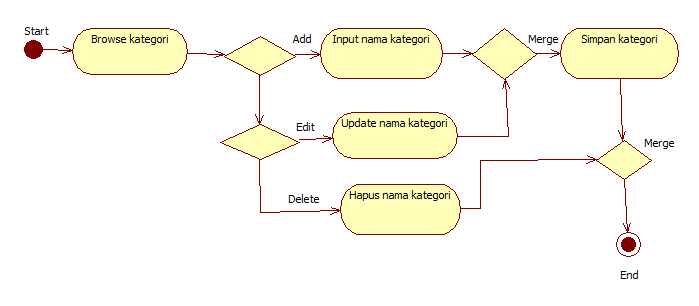 Start
Browse kategori
Add
Input nama kategori
Merge
Simpan kategori
Edit
Update nama kategori
Merge
Delete
Hapus nama kategori
End